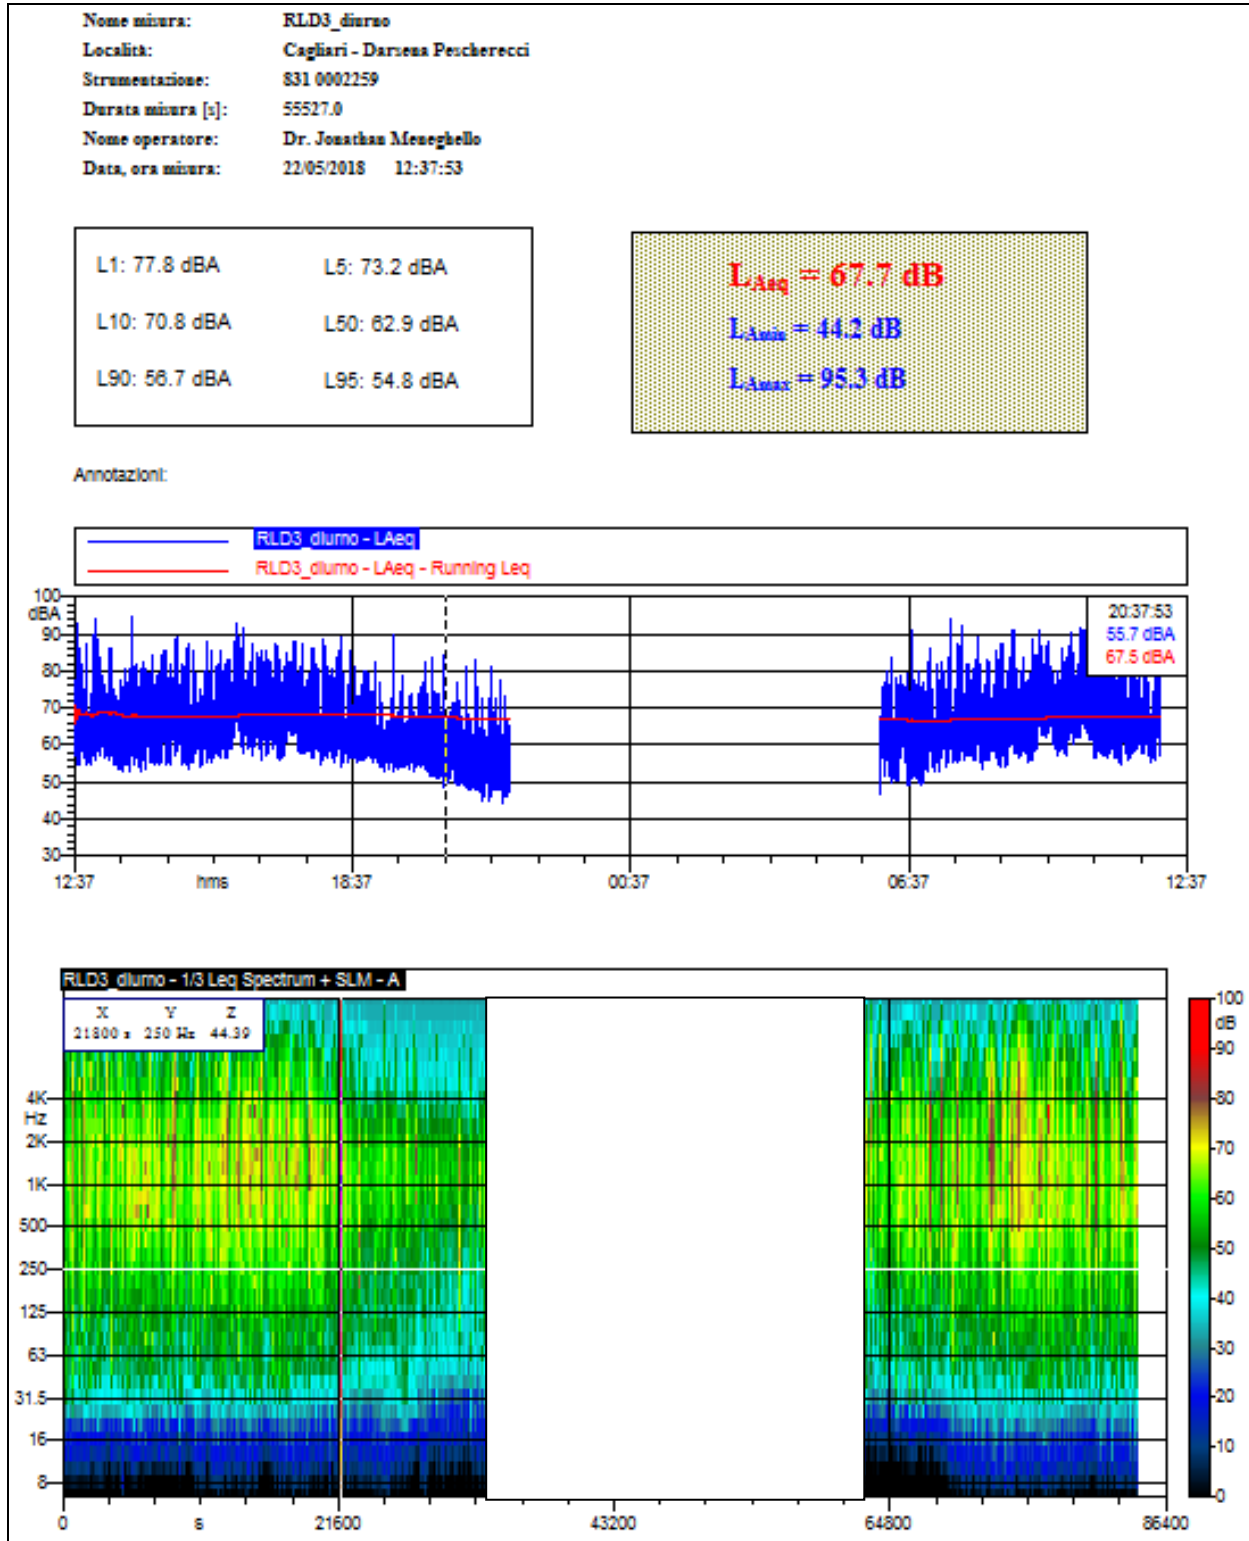 Nome misura: RLD3_diurno
Località: Cagliari - Darsena Pescherecci
Strumentazione: 831 0002259
Durata misura [s]: 55527.0
Nome operatore: Dr. Jonathan Meneghello
Data, ora misura: 22/05/2018 12:37:53
L1: 77.8 dBA L5: 73.2 dBA
L10: 70.8 dBA L50: 62.9 dBA
L90: 56.7 dBA L95: 54.8 dBA
LAeq = 67.7 dB
LAmin = 44.2 dB
LAmax = 95.3 dB
Annotazioni:
RLD3_diurno - LAeq
RLD3_diurno - LAeq - Running Leq
100
dBA
90
80
70
60
50
40
30
20:37:53
55.7 dBA
67.5 dBA
12:37 hms 18:37 00:37 06:37 12:37
RLD3_diurno - 1/3 Leq Spectrum + SLM - A
X Y Z
21800 s 250 Hz 44.39
4K
Hz
2K
1K
500
250
125
63
31.5
16
8
0 s 21600 43200 64800 86400
100
dB
90
80
70
60
50
40
30
20
10
0